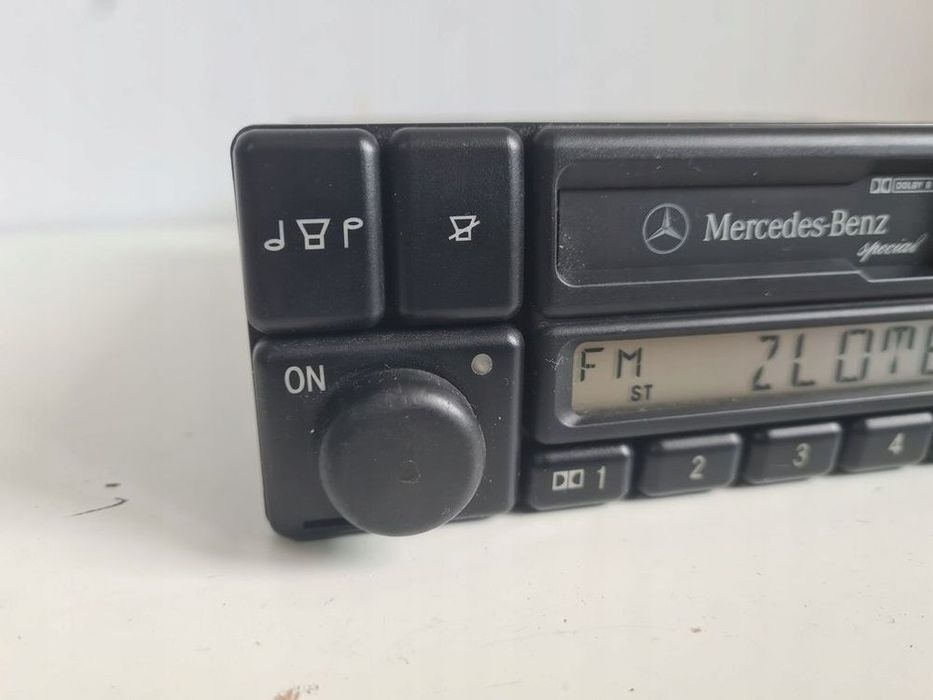 DOLBY B
Mercedes-Benz
special
FM
ST
ZLOTE
ON
1
2
3
4